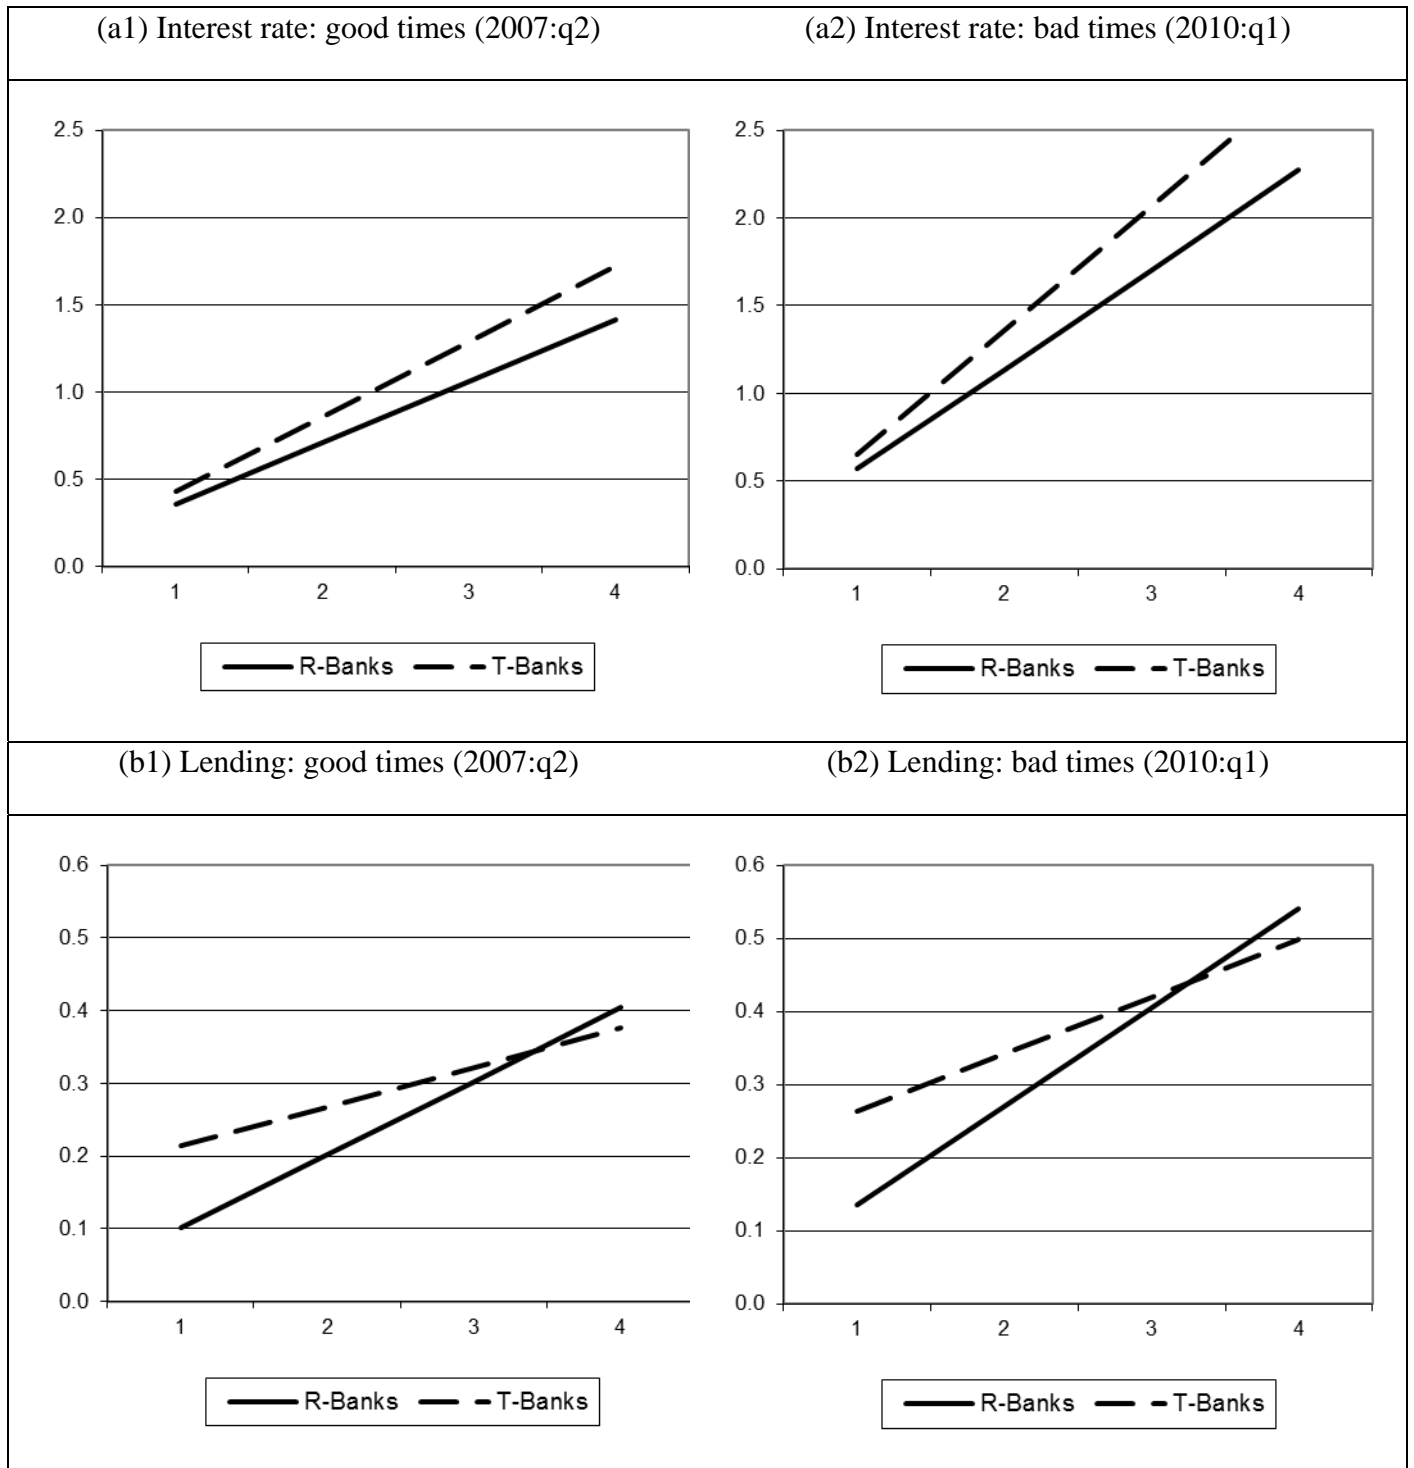 (a1) Interest rate: good times (2007:q2)
(a2) Interest rate: bad times (2010:q1)
2.5
2.0
1.5
1.0
0.5
0.0
1 2 3 4
R-Banks T-Banks
2.5
2.0
1.5
1.0
0.5
0.0
1 2 3 4
R-Banks T-Banks
(b1) Lending: good times (2007:q2)
(b2) Lending: bad times (2010:q1)
0.6
0.5
0.4
0.3
0.2
0.1
0.0
1 2 3 4
R-Banks T-Banks
0.6
0.5
0.4
0.3
0.2
0.1
0.0
1 2 3 4
R-Banks T-Banks